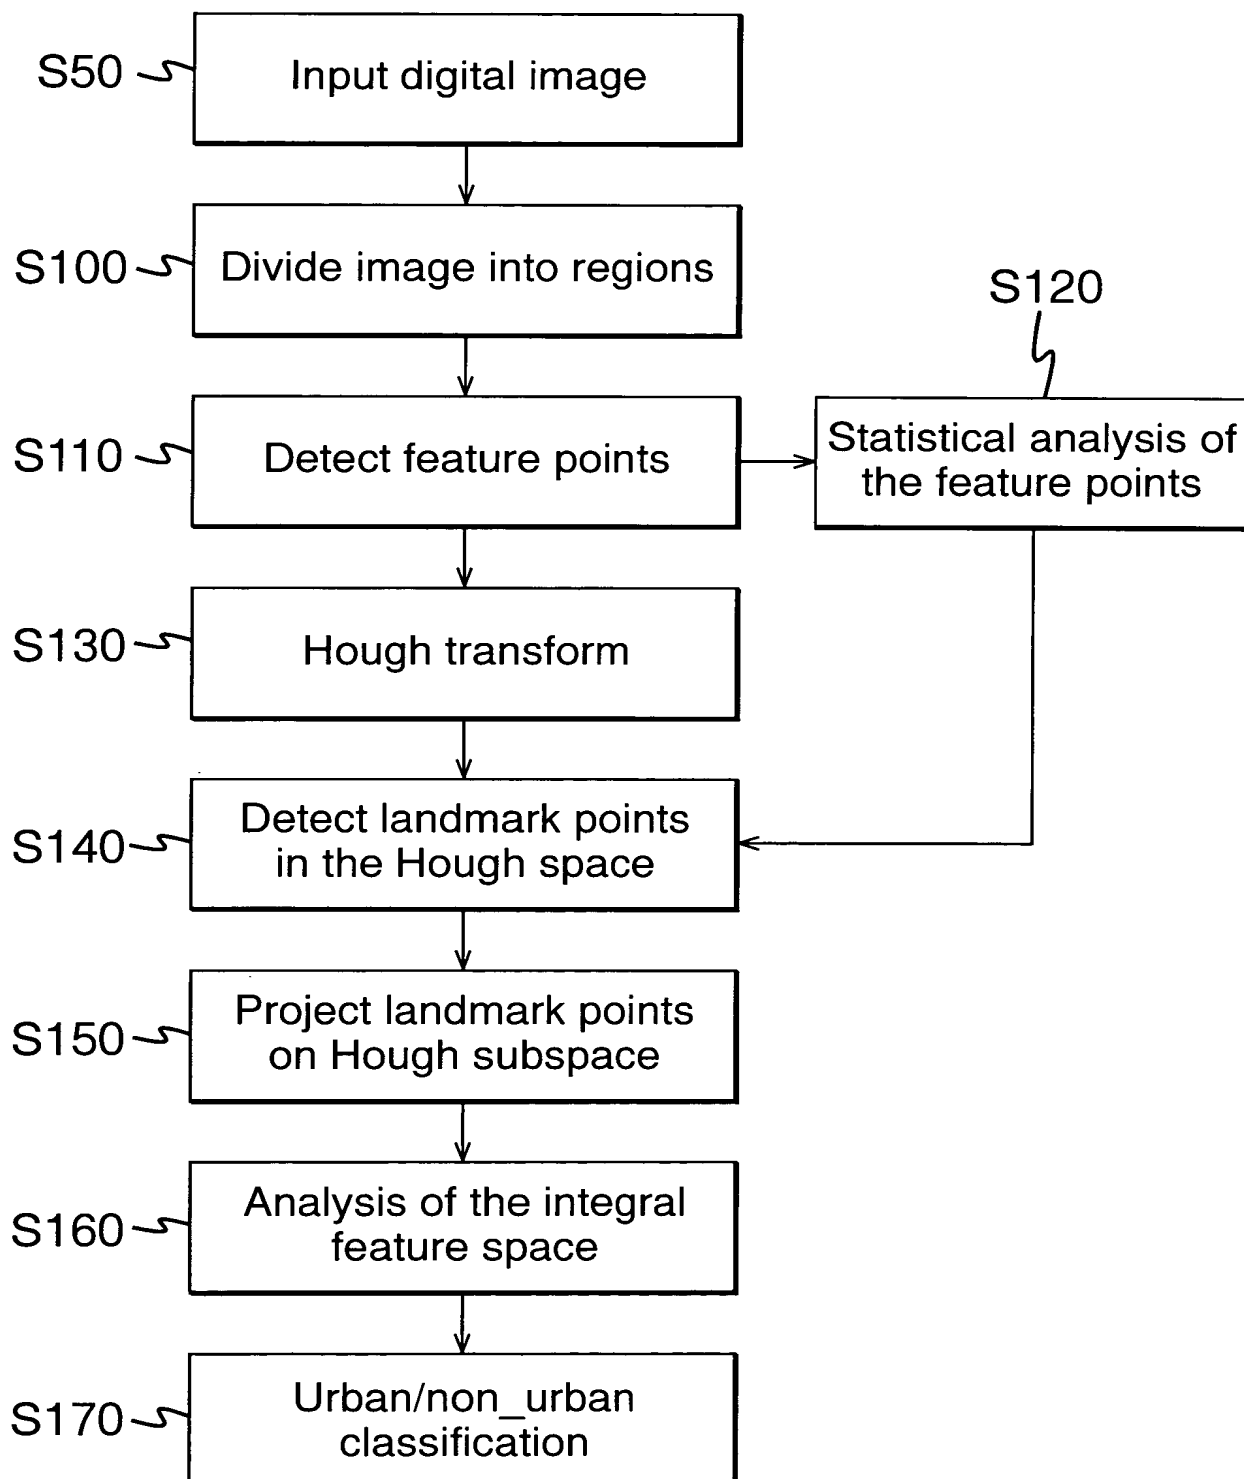 S50
Input digital image
S100
Divide image into regions
S120
S110
Detect feature points
Statistical analysis of
the feature points
S130
Hough transform
S140
Detect landmark points
in the Hough space
S150
Project landmark points
on Hough subspace
S160
Analysis of the integral
feature space
S170
Urban/non_urban
classification